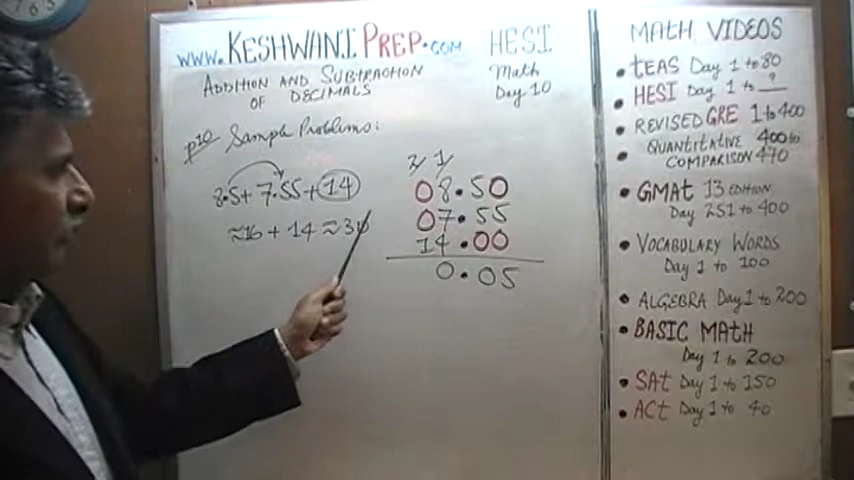 www.KESHWANIPREP.COM HESI
ADDITION AND SUBTRACTION
OF DECIMALS
Math
Day 10
p10 Sample Problems:
8.5 + 7.55 + 14
≈16 + 14 ≈ 30
2 1
08.50
07.55
14.00
0.05
MATH VIDEOS
• TEAS Day 1 to 80
• HESI Day 1 to ?
• REVISED GRE 1 to 400
• QUANTITATIVE 400 to
COMPARISON 470
• GMAT 13 EDITION
Day 251 to 400
• VOCABULARY WORDS
Day 1 to 100
• ALGEBRA Day 1 to 200
• BASIC MATH
Day 1 to 200
• SAT Day 1 to 150
• ACT Day 1 to 40